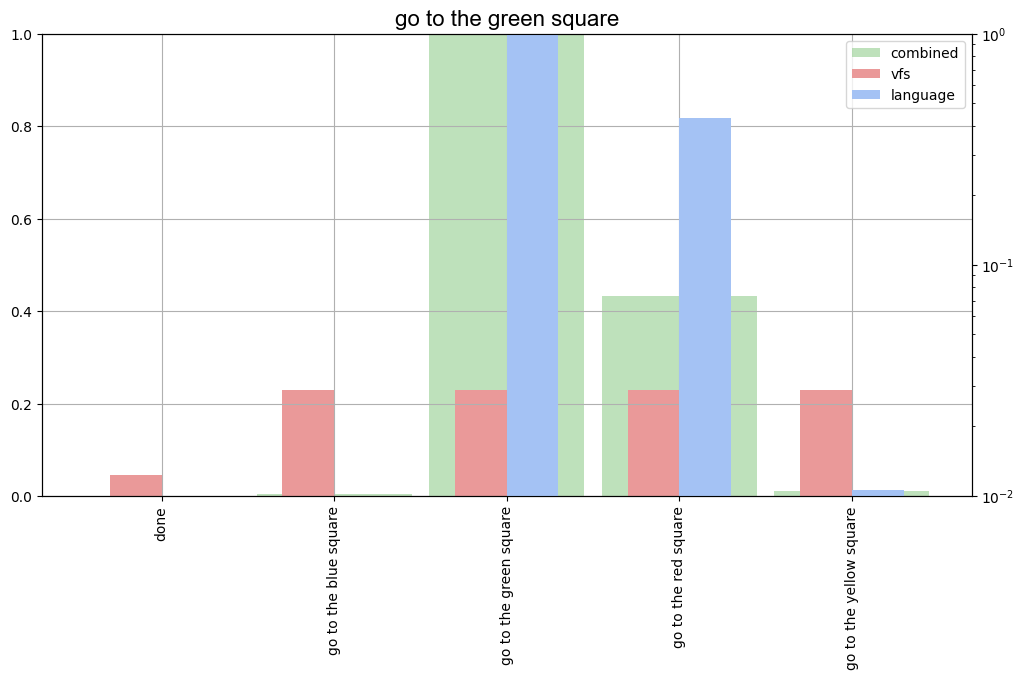 go to the green square
1.0
0.8
0.6
0.4
0.2
0.0
10^0
10^-1
10^-2
combined
vfs
language
done
go to the blue square
go to the green square
go to the red square
go to the yellow square